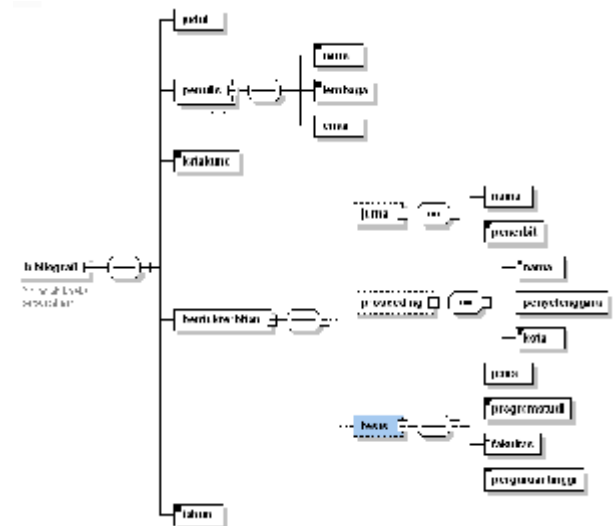 judul
nama
penulis
lembaga
email
katakunci
nama
jurnal
penerbit
bibliografi
nama
proceeding
penyelenggara
bentukterbitan
kota
jenis
programstudi
tesis
fakultas
perguruantinggi
tahun